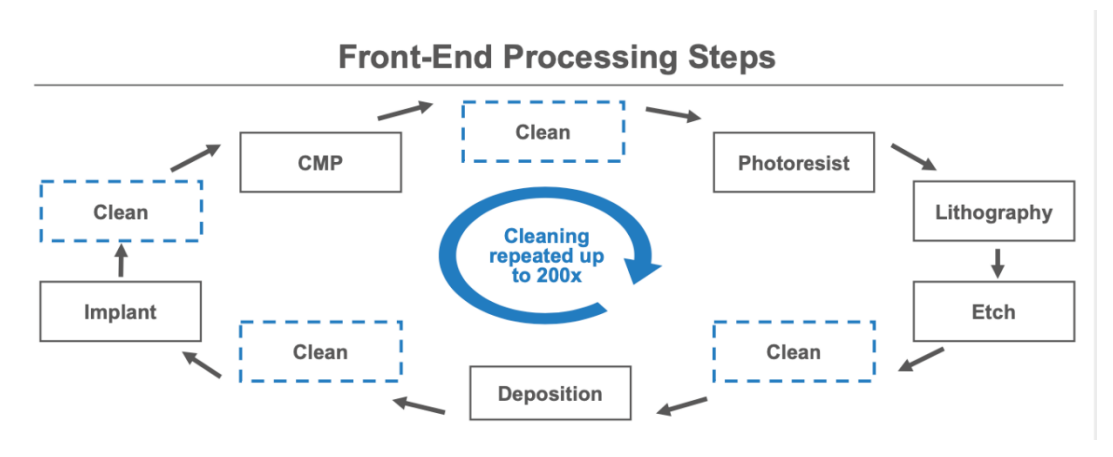 Front-End Processing Steps
Clean
CMP
Photoresist
Clean
Lithography
Cleaning
repeated up
to 200x
Implant
Etch
Clean
Clean
Deposition